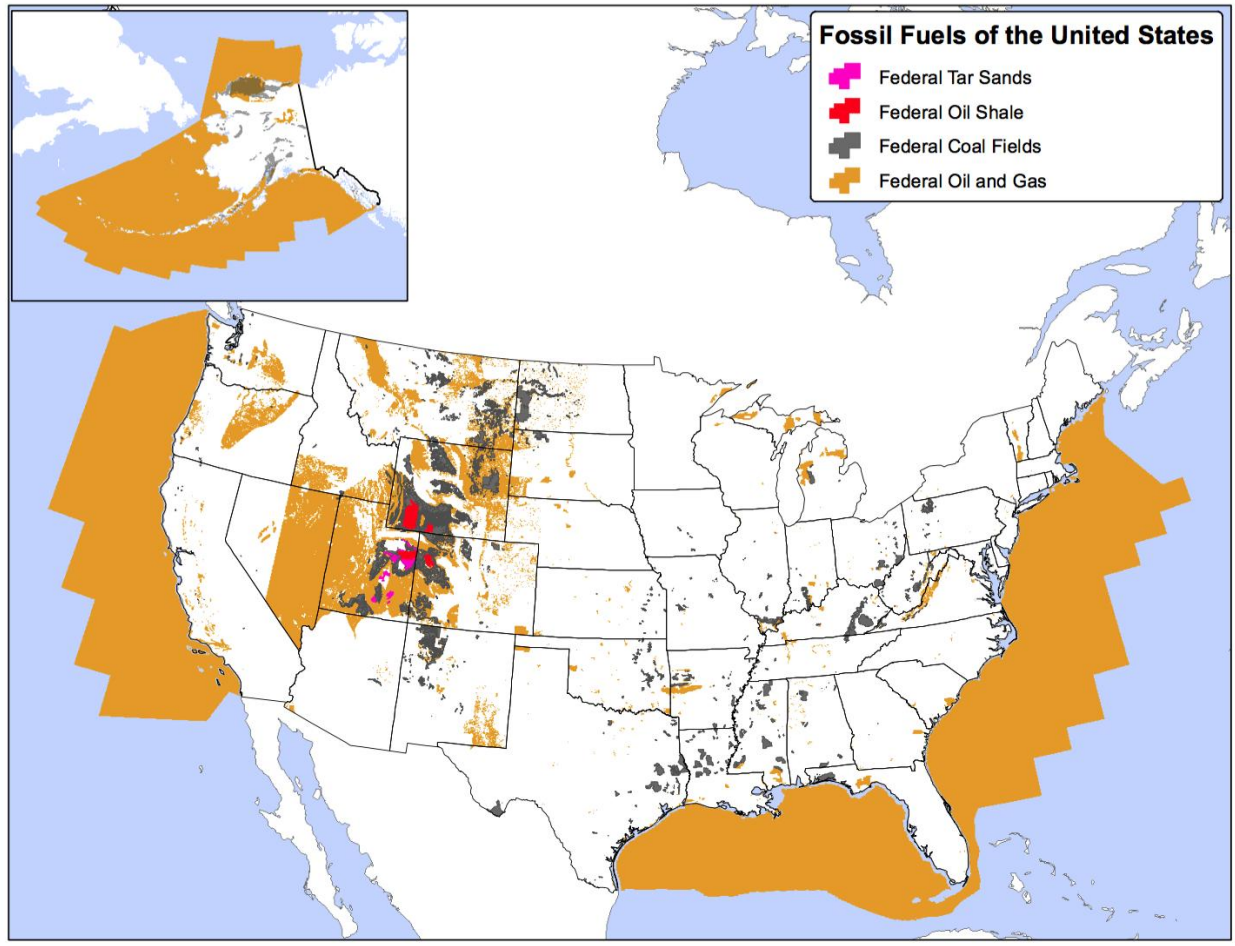 Fossil Fuels of the United States
Federal Tar Sands
Federal Oil Shale
Federal Coal Fields
Federal Oil and Gas